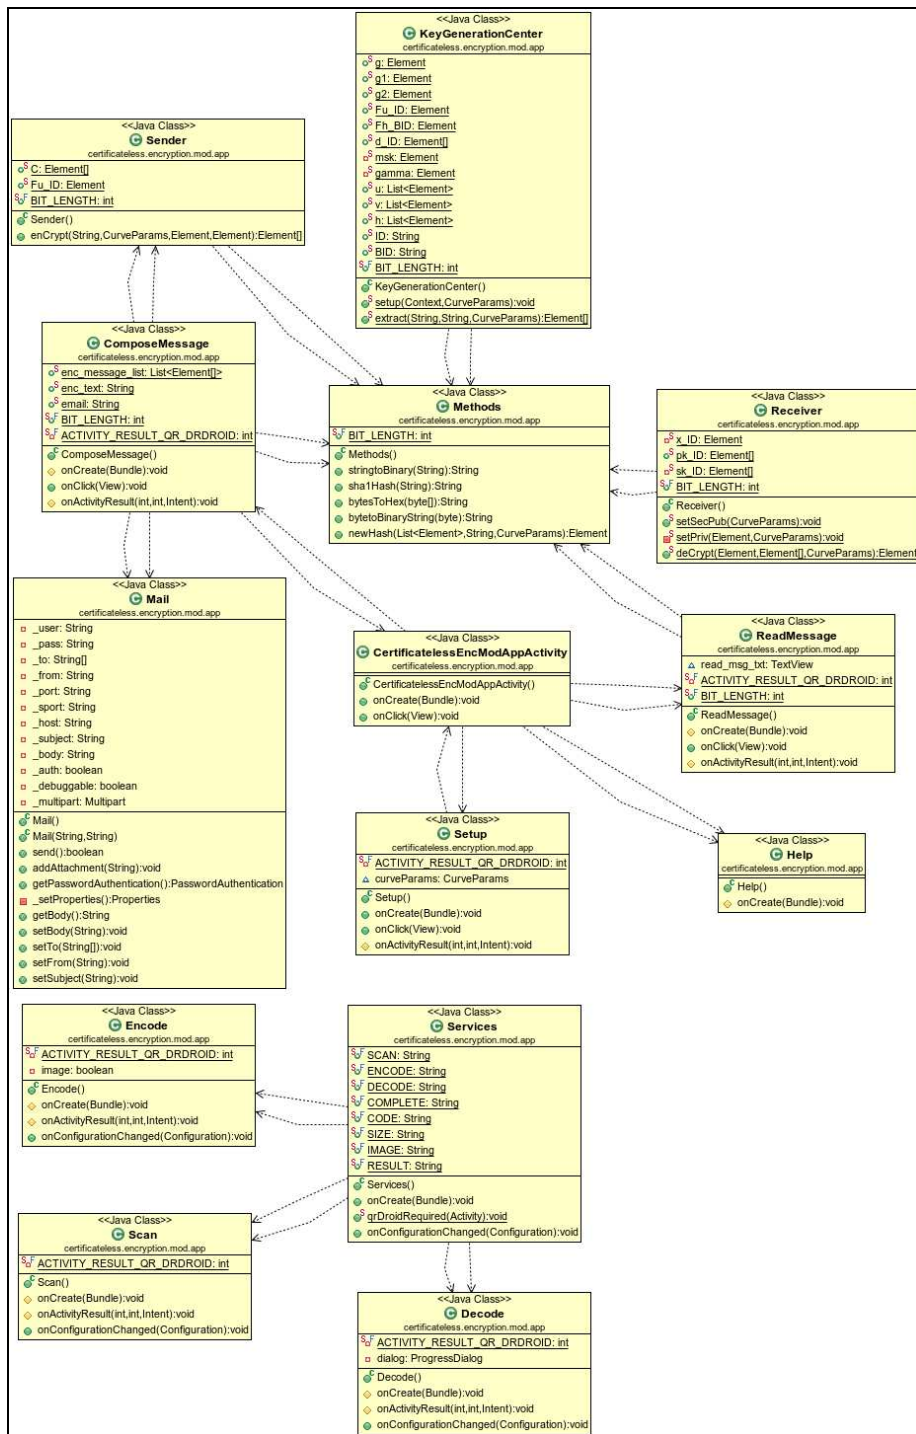 <<Java Class>>
KeyGenerationCenter
certificateless.encryption.mod.app
g: Element
g1: Element
g2: Element
Fu_ID: Element
Fh_BID: Element
d_ID: Element[]
msk: Element
gamma: Element
u: List<Element>
v: List<Element>
h: List<Element>
ID: String
BID: String
BIT_LENGTH: int
KeyGenerationCenter()
setup(Context,CurveParams):void
extract(String,String,CurveParams):Element[]
<<Java Class>>
Sender
certificateless.encryption.mod.app
C: Element[]
Fu_ID: Element
BIT_LENGTH: int
Sender()
enCrypt(String,CurveParams,Element,Element):Element[]
<<Java Class>>
ComposeMessage
certificateless.encryption.mod.app
enc_message_list: List<Element[]>
enc_text: String
email: String
BIT_LENGTH: int
ACTIVITY_RESULT_QR_DRDROID: int
ComposeMessage()
onCreate(Bundle):void
onClick(View):void
onActivityResult(int,int,Intent):void
<<Java Class>>
Methods
certificateless.encryption.mod.app
BIT_LENGTH: int
Methods()
stringtoBinary(String):String
sha1Hash(String):String
bytesToHex(byte[]):String
bytetoBinaryString(byte):String
newHash(List<Element>,String,CurveParams):Element
<<Java Class>>
Receiver
certificateless.encryption.mod.app
x_ID: Element
pk_ID: Element[]
sk_ID: Element[]
BIT_LENGTH: int
Receiver()
setSecPub(CurveParams):void
setPriv(Element,CurveParams):void
deCrypt(Element,Element[],CurveParams):Element
<<Java Class>>
Mail
certificateless.encryption.mod.app
_user: String
_pass: String
_to: String[]
_from: String
_port: String
_sport: String
_host: String
_subject: String
_body: String
_auth: boolean
_debuggable: boolean
_multipart: Multipart
Mail()
Mail(String,String)
send():boolean
addAttachment(String):void
getPasswordAuthentication():PasswordAuthentication
_setProperties():Properties
getBody():String
setBody(String):void
setTo(String[]):void
setFrom(String):void
setSubject(String):void
<<Java Class>>
CertificatelessEncModAppActivity
certificateless.encryption.mod.app
CertificatelessEncModAppActivity()
onCreate(Bundle):void
onClick(View):void
<<Java Class>>
ReadMessage
certificateless.encryption.mod.app
read_msg_txt: TextView
ACTIVITY_RESULT_QR_DRDROID: int
BIT_LENGTH: int
ReadMessage()
onCreate(Bundle):void
onClick(View):void
onActivityResult(int,int,Intent):void
<<Java Class>>
Setup
certificateless.encryption.mod.app
ACTIVITY_RESULT_QR_DRDROID: int
curveParams: CurveParams
Setup()
onCreate(Bundle):void
onClick(View):void
onActivityResult(int,int,Intent):void
<<Java Class>>
Help
certificateless.encryption.mod.app
Help()
onCreate(Bundle):void
<<Java Class>>
Encode
certificateless.encryption.mod.app
ACTIVITY_RESULT_QR_DRDROID: int
image: boolean
Encode()
onCreate(Bundle):void
onActivityResult(int,int,Intent):void
onConfigurationChanged(Configuration):void
<<Java Class>>
Services
certificateless.encryption.mod.app
SCAN: String
ENCODE: String
DECODE: String
COMPLETE: String
CODE: String
SIZE: String
IMAGE: String
RESULT: String
Services()
onCreate(Bundle):void
qrDroidRequired(Activity):void
onConfigurationChanged(Configuration):void
<<Java Class>>
Scan
certificateless.encryption.mod.app
ACTIVITY_RESULT_QR_DRDROID: int
Scan()
onCreate(Bundle):void
onActivityResult(int,int,Intent):void
onConfigurationChanged(Configuration):void
<<Java Class>>
Decode
certificateless.encryption.mod.app
ACTIVITY_RESULT_QR_DRDROID: int
dialog: ProgressDialog
Decode()
onCreate(Bundle):void
onActivityResult(int,int,Intent):void
onConfigurationChanged(Configuration):void